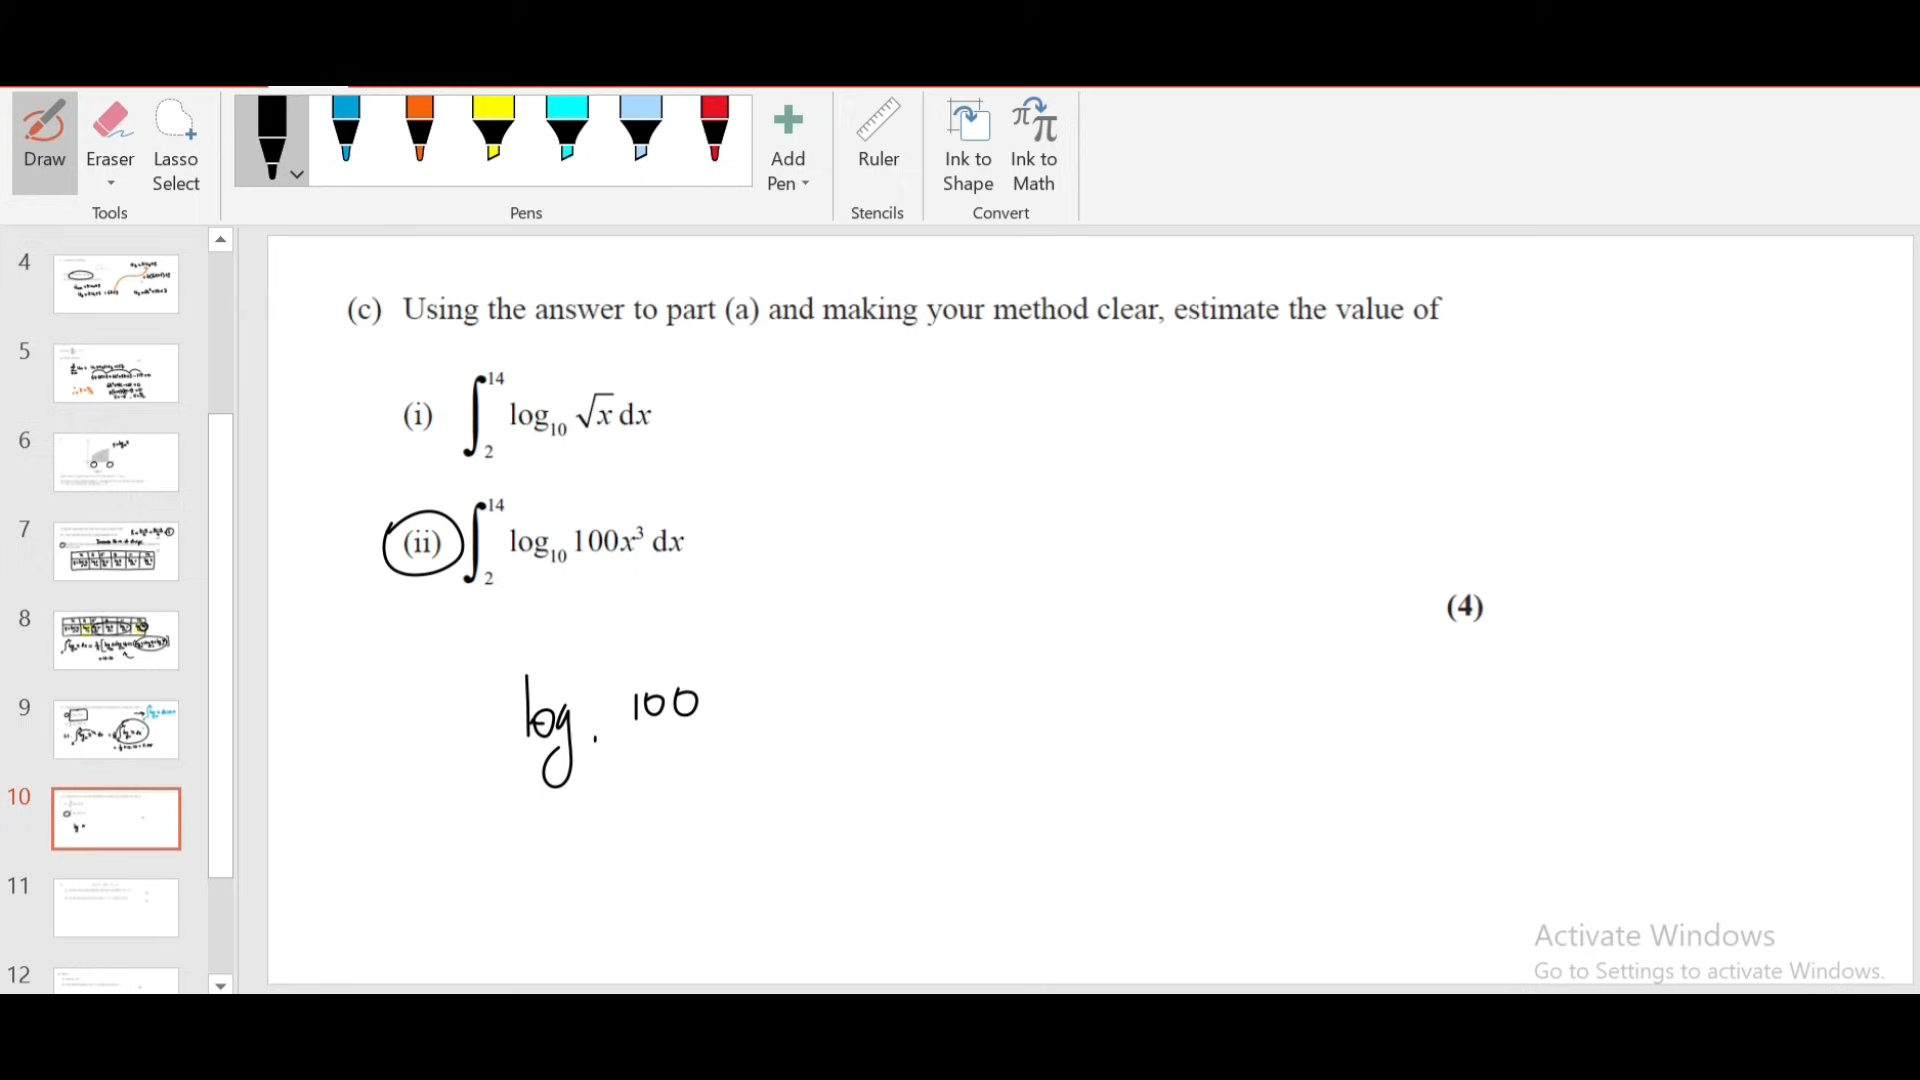 Draw
Eraser
Lasso
Select
Add
Pen
Ruler
Ink to
Shape
Ink to
Math
Tools
Pens
Stencils
Convert
4
5
6
7
8
9
10
11
12
(c) Using the answer to part (a) and making your method clear, estimate the value of
(i) ∫₂¹⁴ log₁₀ √x dx
(ii) ∫₂¹⁴ log₁₀ 100x³ dx
(4)
log. 100
Activate Windows
Go to Settings to activate Windows.